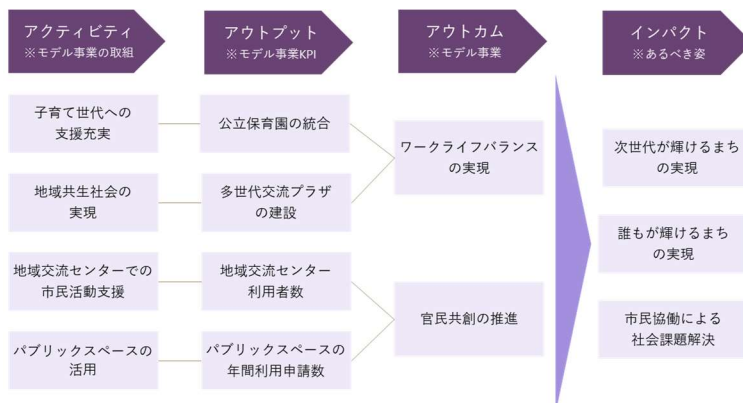 アクティビティ
※モデル事業の取組
アウトプット
※モデル事業KPI
アウトカム
※モデル事業
インパクト
※あるべき姿
子育て世代への
支援充実
公立保育園の統合
地域共生社会の
実現
多世代交流プラザ
の建設
ワークライフバランス
の実現
地域交流センターでの
市民活動支援
地域交流センター
利用者数
パブリックスペースの
活用
パブリックスペースの
年間利用申請数
官民共創の推進
次世代が輝けるまち
の実現
誰もが輝けるまち
の実現
市民協働による
社会課題解決